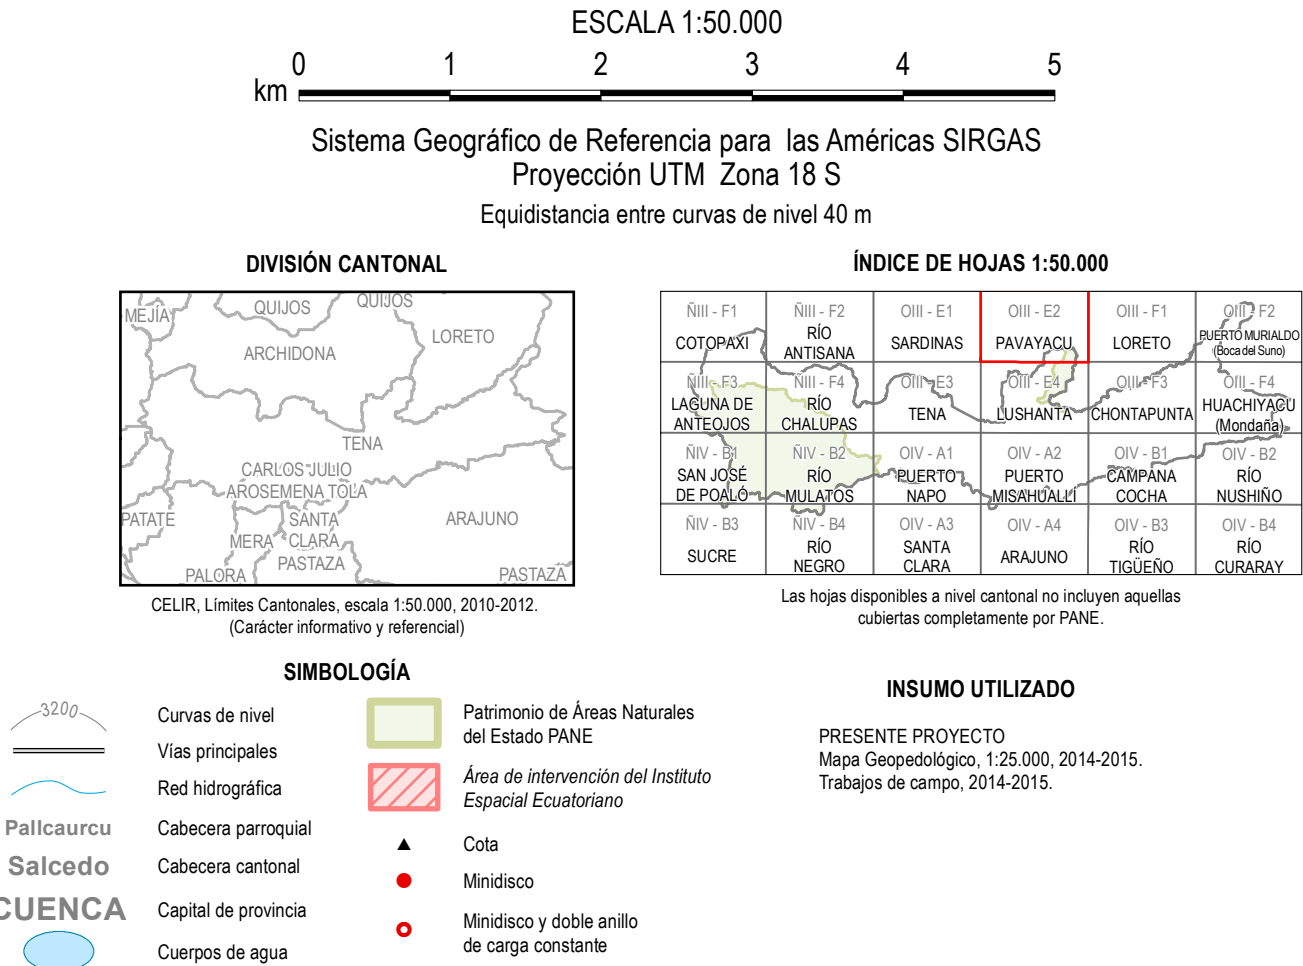 ESCALA 1:50.000
0 1 2 3 4 5
km
Sistema Geográfico de Referencia para las Américas SIRGAS
Proyección UTM Zona 18 S
Equidistancia entre curvas de nivel 40 m
DIVISIÓN CANTONAL
MEJÍA
QUIJOS
QUIJOS
LORETO
ARCHIDONA
TENA
CARLOS JULIO
AROSEMENA TOLA
PATATE
SANTA
CLARA
ARAJUNO
MERA
PASTAZA
PALORA
PASTAZA
CELIR, Límites Cantonales, escala 1:50.000, 2010-2012.
(Carácter informativo y referencial)
ÍNDICE DE HOJAS 1:50.000
ÑIII - F1
COTOPAXI
ÑIII - F2
RÍO
ANTISANA
OIII - E1
SARDINAS
OIII - E2
PAVAYACU
OIII - F1
LORETO
OIII - F2
PUERTO MURIALDO
(Boca del Suno)
ÑIII - F3
LAGUNA DE
ANTEOJOS
ÑIII - F4
RÍO
CHALUPAS
OIII - E3
TENA
OIII - E4
LUSHANTA
OIII - F3
CHONTAPUNTA
OIII - F4
HUACHIYACU
(Mondaña)
ÑIV - B1
SAN JOSÉ
DE POALÓ
ÑIV - B2
RÍO
MULATOS
OIV - A1
PUERTO
NAPO
OIV - A2
PUERTO
MISAHUALLÍ
OIV - B1
CAMPANA
COCHA
OIV - B2
RÍO
NUSHIÑO
ÑIV - B3
SUCRE
ÑIV - B4
RÍO
NEGRO
OIV - A3
SANTA
CLARA
OIV - A4
ARAJUNO
OIV - B3
RÍO
TIGÜEÑO
OIV - B4
RÍO
CURARAY
Las hojas disponibles a nivel cantonal no incluyen aquellas
cubiertas completamente por PANE.
SIMBOLOGÍA
3200
Curvas de nivel
Vías principales
Red hidrográfica
Pallcaurcu
Cabecera parroquial
Salcedo
Cabecera cantonal
CUENCA
Capital de provincia
Cuerpos de agua
Patrimonio de Áreas Naturales
del Estado PANE
Área de intervención del Instituto
Espacial Ecuatoriano
Cota
Minidisco
Minidisco y doble anillo
de carga constante
INSUMO UTILIZADO
PRESENTE PROYECTO
Mapa Geopedológico, 1:25.000, 2014-2015.
Trabajos de campo, 2014-2015.